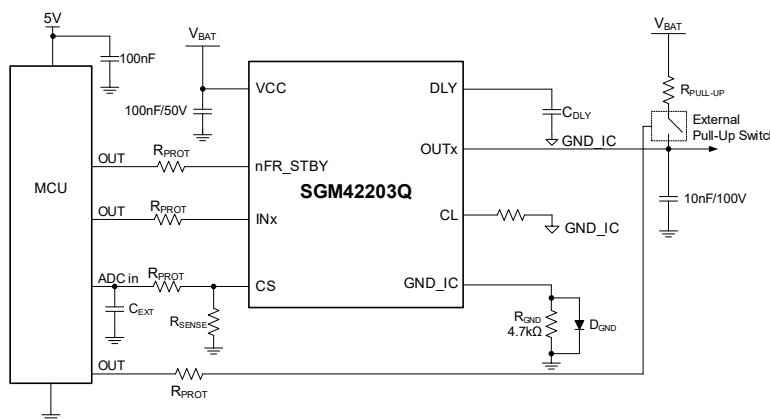 5V
100nF
MCU
OUT
OUT
ADC in
OUT
RPROT
RPROT
RPROT
RPROT
CEXT
RSENSE
VBAT
100nF/50V
VCC
nFR_STBY
INx
CS
SGM42203Q
DLY
OUTx
CL
GND_IC
CDLY
GND_IC
GND_IC
RGND
4.7kΩ
DGND
VBAT
RPULL-UP
External
Pull-Up Switch
10nF/100V